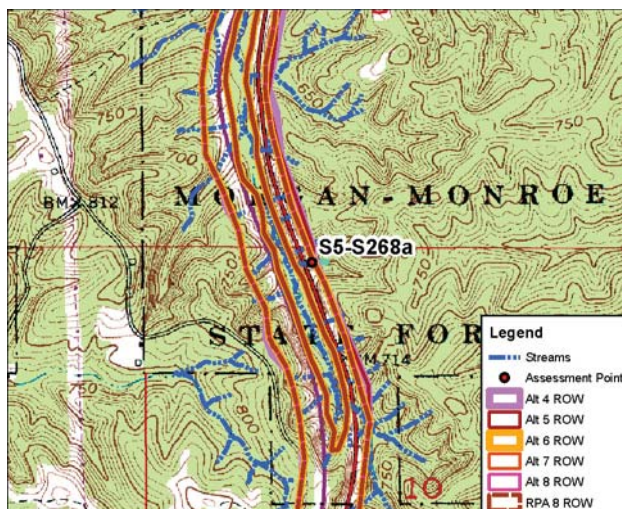 650
750
750
700
MORGAN-MONROE
BM× 812
S5-S268a
750
750
STATE FOR
M 714
50
800
750
10
Legend
Streams
Assessment Point
Alt 4 ROW
Alt 5 ROW
Alt 6 ROW
Alt 7 ROW
Alt 8 ROW
RPA 8 ROW